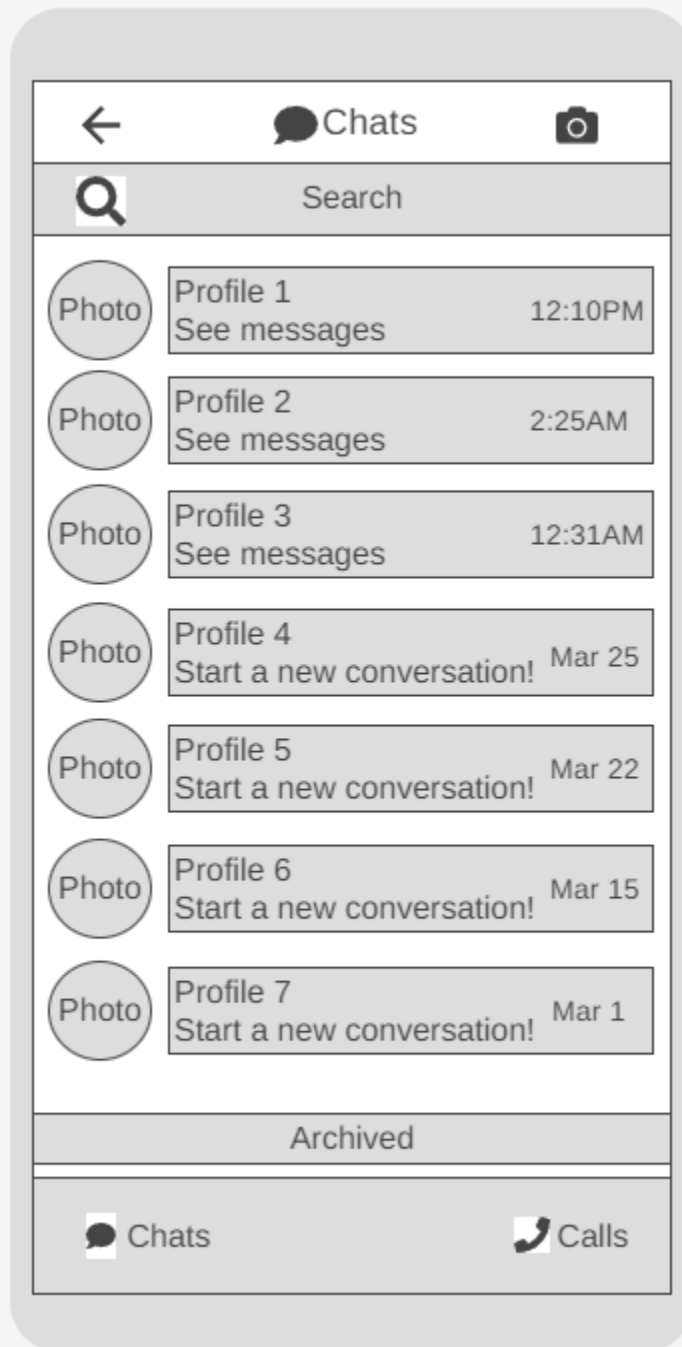 Chats
Search
Photo
Profile 1
See messages
12:10PM
Photo
Profile 2
See messages
2:25AM
Photo
Profile 3
See messages
12:31AM
Photo
Profile 4
Start a new conversation!
Mar 25
Photo
Profile 5
Start a new conversation!
Mar 22
Photo
Profile 6
Start a new conversation!
Mar 15
Photo
Profile 7
Start a new conversation!
Mar 1
Archived
Chats
Calls